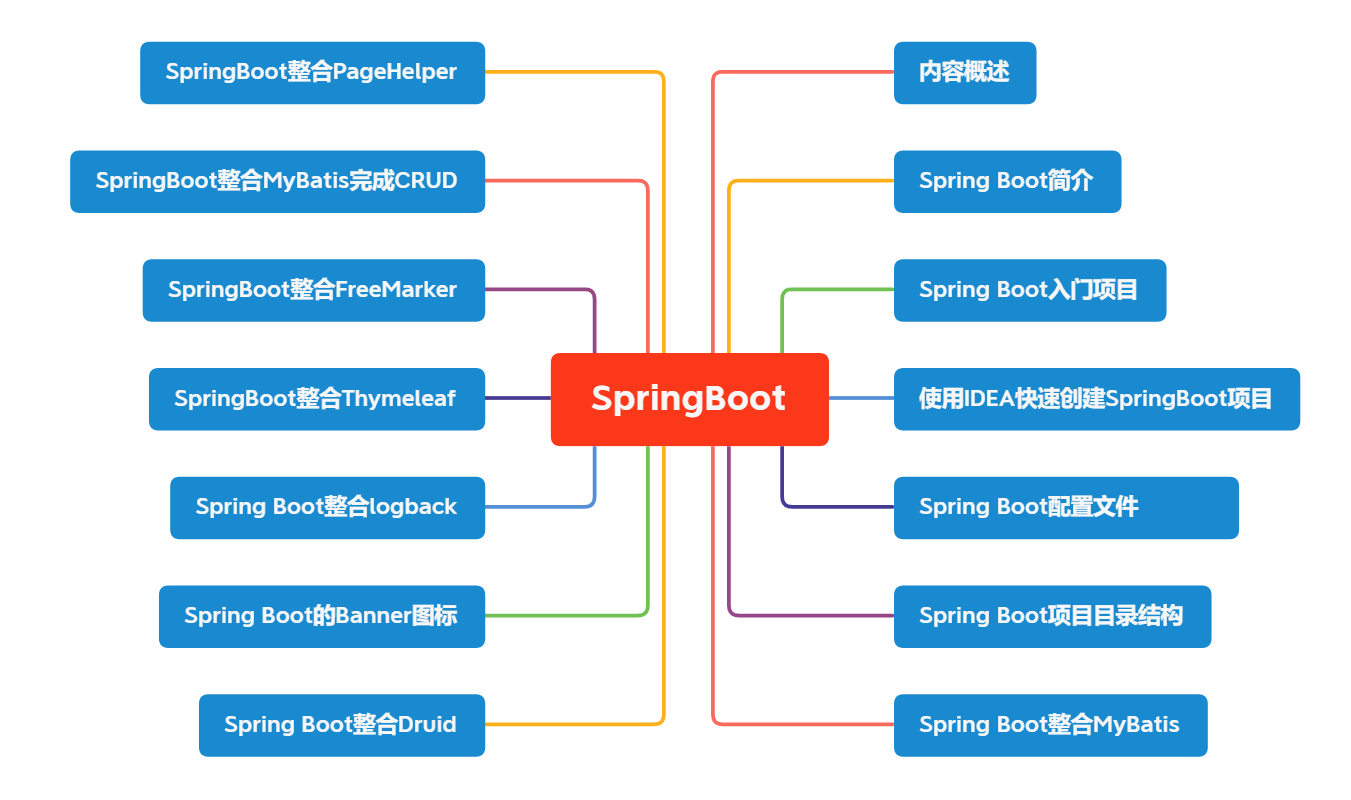 SpringBoot整合PageHelper
内容概述
SpringBoot整合MyBatis完成CRUD
Spring Boot简介
SpringBoot整合FreeMarker
Spring Boot入门项目
SpringBoot整合Thymeleaf
SpringBoot
使用IDEA快速创建SpringBoot项目
Spring Boot整合logback
Spring Boot配置文件
Spring Boot的Banner图标
Spring Boot项目目录结构
Spring Boot整合Druid
Spring Boot整合MyBatis